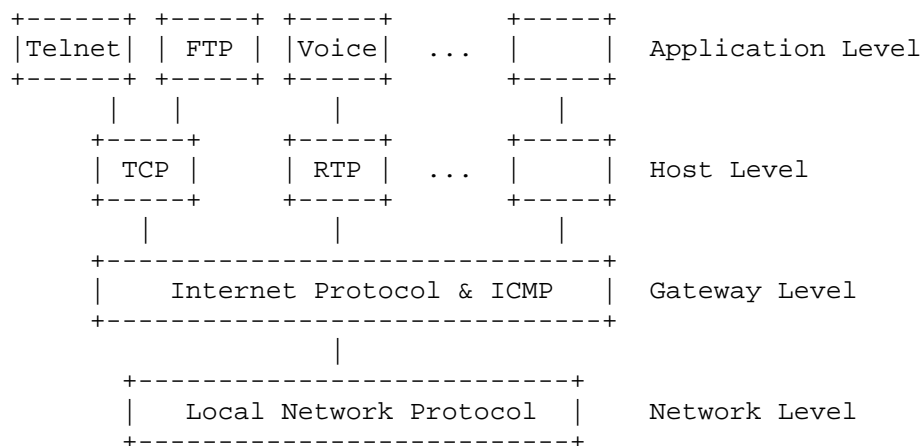 Telnet FTP Voice ... Application Level
TCP RTP ... Host Level
Internet Protocol & ICMP Gateway Level
Local Network Protocol Network Level